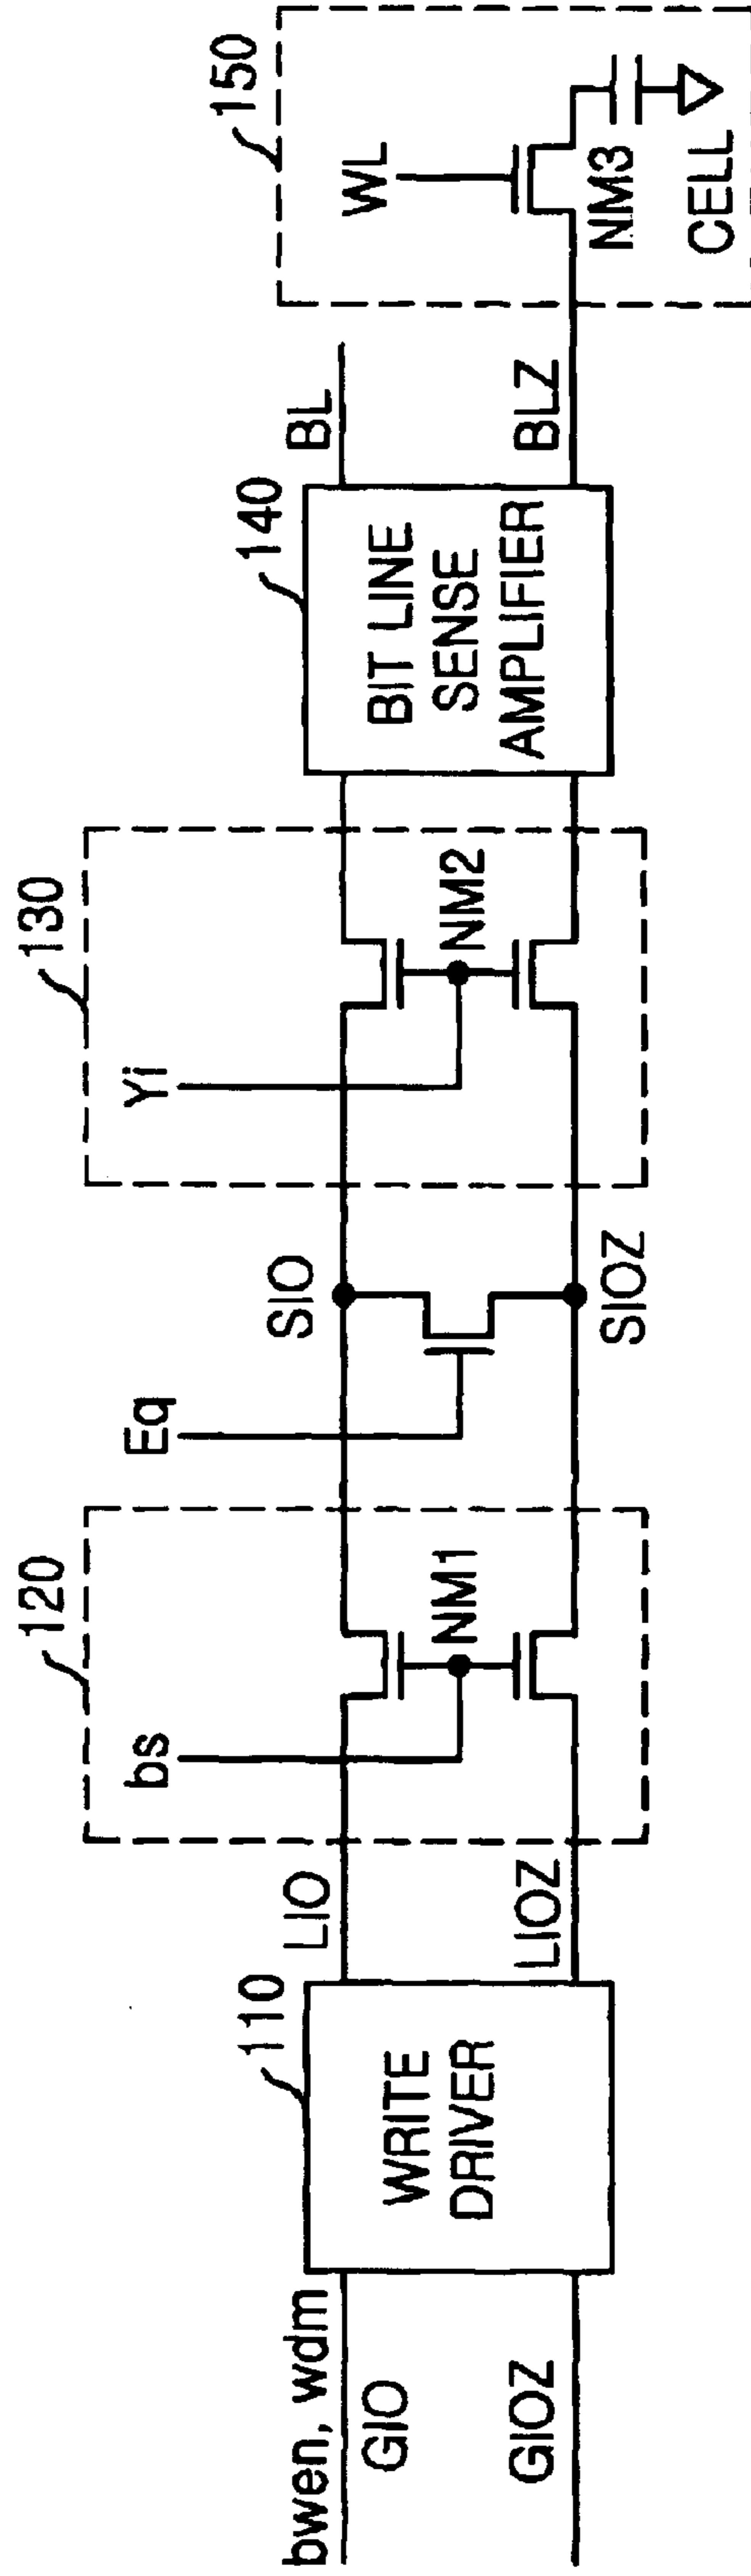 bwen, wdm
GIO
GIOZ
110
WRITE
DRIVER
LIO
LIOZ
120
bs
NM1
Eq
SIO
SIOZ
130
Yi
NM2
140
BIT LINE
SENSE
AMPLIFIER
BL
BLZ
150
WL
NM3
CELL